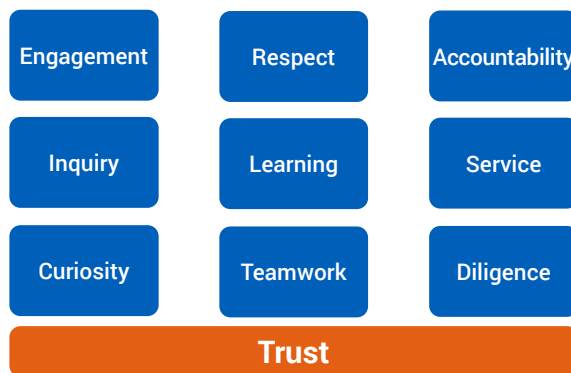 Engagement
Respect
Accountability
Inquiry
Learning
Service
Curiosity
Teamwork
Diligence
Trust